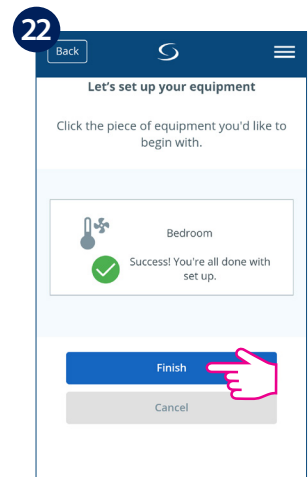 22
Back
Let's set up your equipment
Click the piece of equipment you'd like to
begin with.
Bedroom
Success! You're all done with
set up.
Finish
Cancel